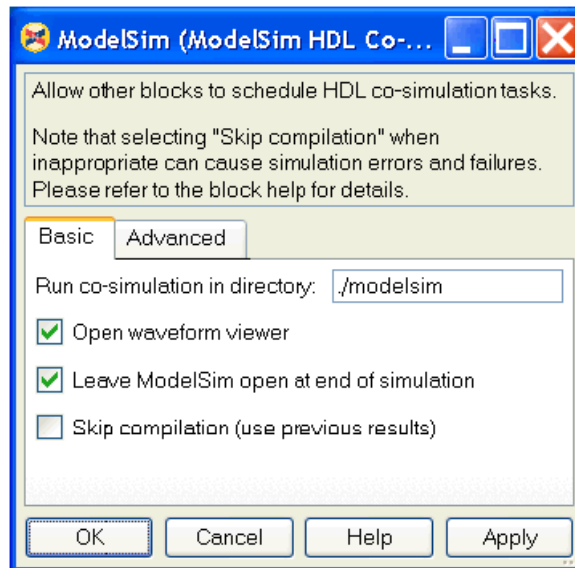 ModelSim (ModelSim HDL Co-...
Allow other blocks to schedule HDL co-simulation tasks.
Note that selecting "Skip compilation" when
inappropriate can cause simulation errors and failures.
Please refer to the block help for details.
Basic Advanced
Run co-simulation in directory: ./modelsim
Open waveform viewer
Leave ModelSim open at end of simulation
Skip compilation (use previous results)
OK Cancel Help Apply